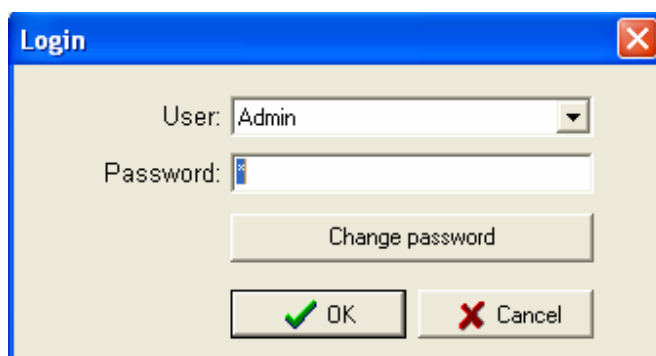 Login
User: Admin
Password: *
Change password
OK Cancel